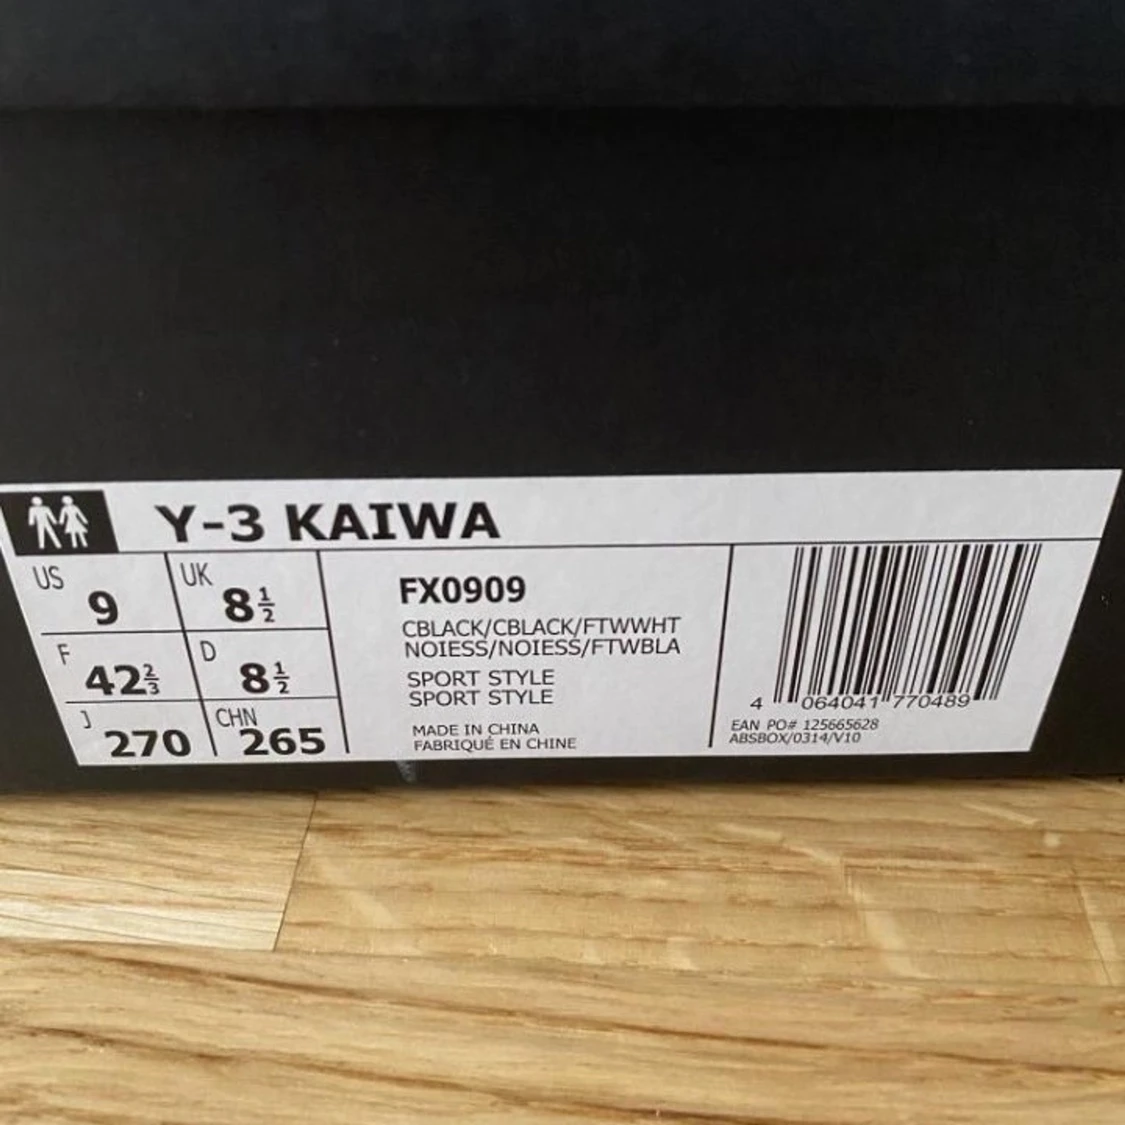 Y-3 KAIWA
US 9 UK 8½
F 42⅔ D 8½
J 270 CHN 265
FX0909
CBLACK/CBLACK/FTWWHT
NOIESS/NOIESS/FTWBLA
SPORT STYLE
SPORT STYLE
MADE IN CHINA
FABRIQUÉ EN CHINE
4 064041 770489
EAN PO# 125665628
ABSBOX/0314/V10